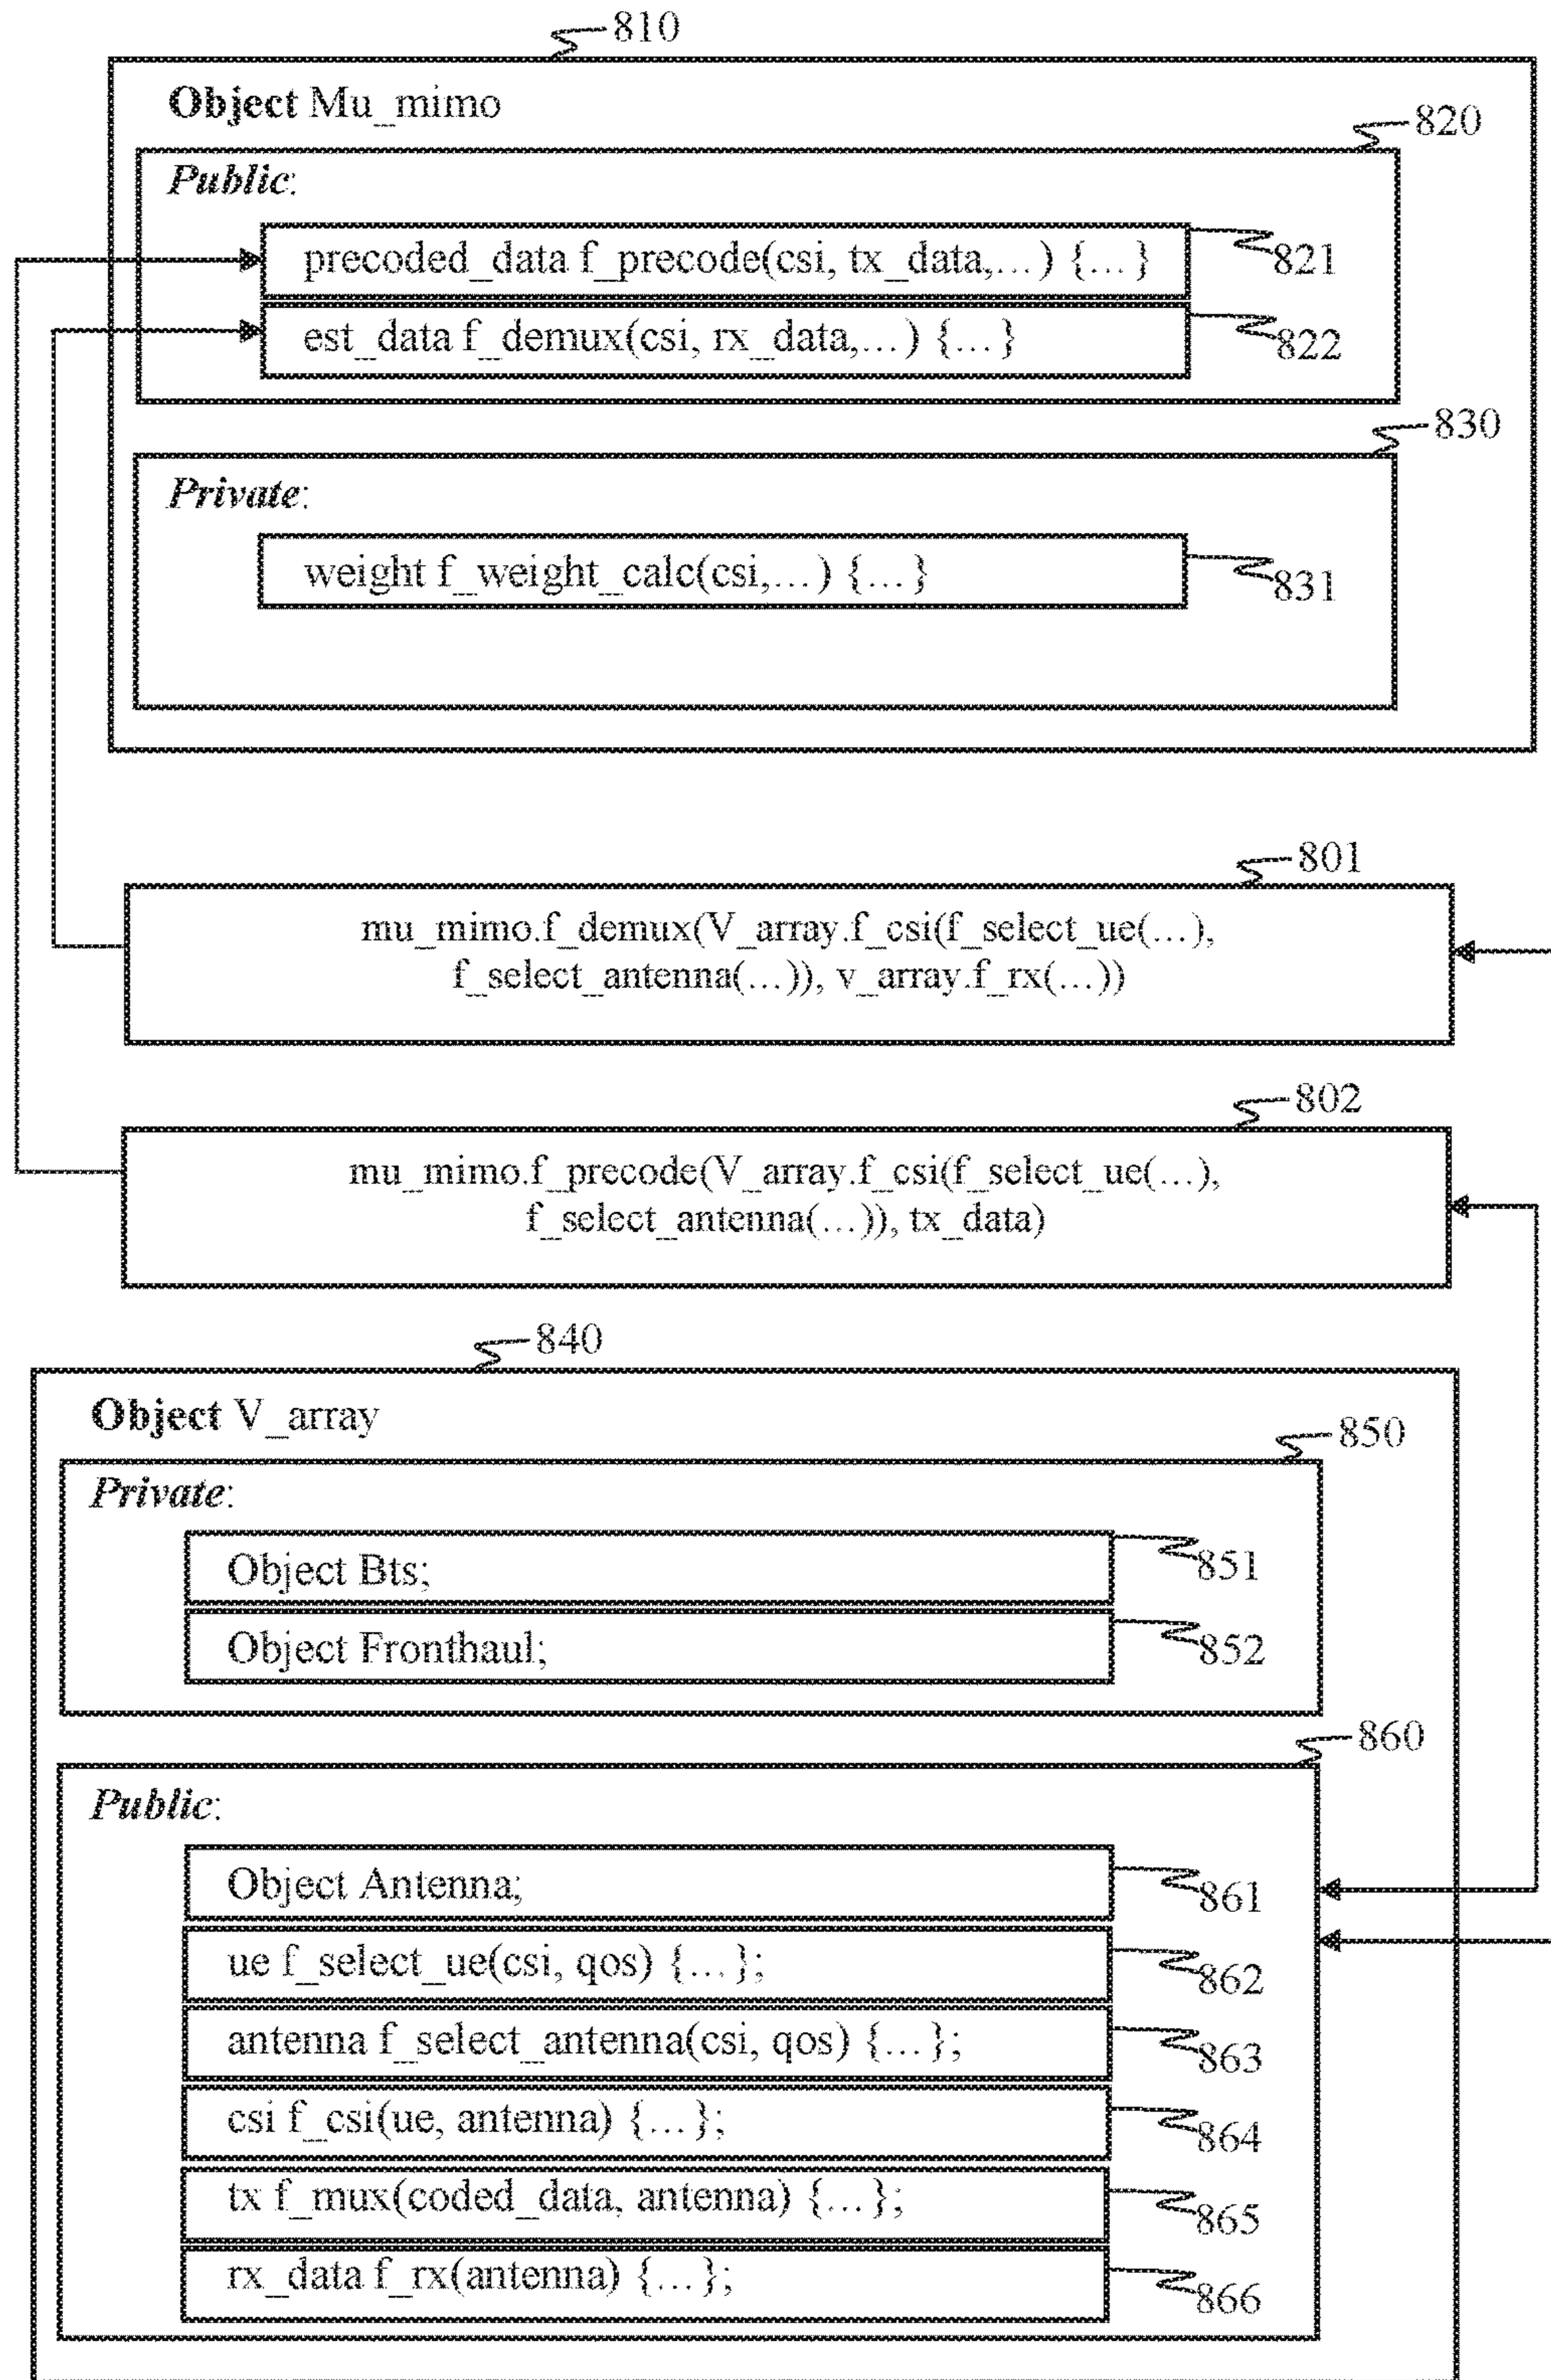 810
Object Mu_mimo
820
Public:
precoded_data f_precode(csi, tx_data,...) {...}
821
est_data f_demux(csi, rx_data,...) {...}
822
830
Private:
weight f_weight_calc(csi,...) {...}
831
801
mu_mimo.f_demux(V_array.f_csi(f_select_ue(...),
f_select_antenna(...)), v_array.f_rx(...))
802
mu_mimo.f_precode(V_array.f_csi(f_select_ue(...),
f_select_antenna(...)), tx_data)
840
Object V_array
850
Private:
Object Bts;
851
Object Fronthaul;
852
860
Public:
Object Antenna;
861
ue f_select_ue(csi, qos) {...};
862
antenna f_select_antenna(csi, qos) {...};
863
csi f_csi(ue, antenna) {...};
864
tx f_mux(coded_data, antenna) {...};
865
rx_data f_rx(antenna) {...};
866